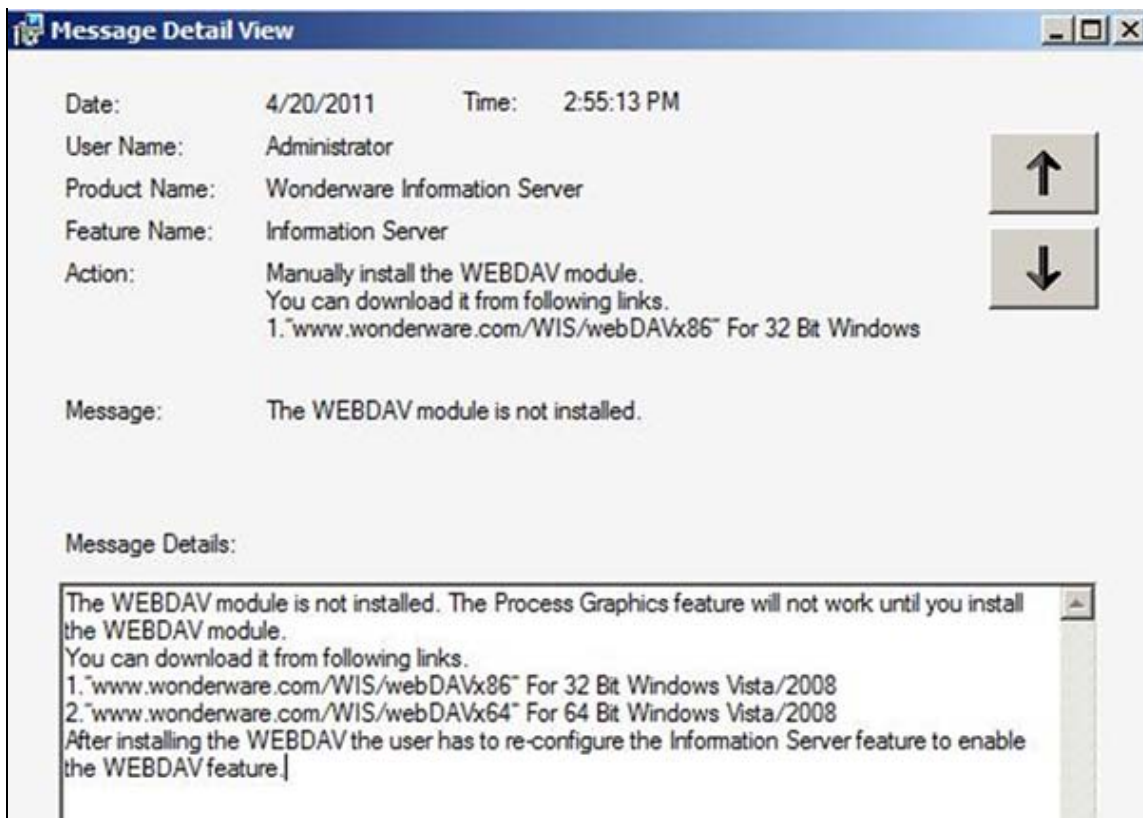 Message Detail View
Date: 4/20/2011 Time: 2:55:13 PM
User Name: Administrator
Product Name: Wonderware Information Server
Feature Name: Information Server
Action: Manually install the WEBDAV module.
You can download it from following links.
1."www.wonderware.com/WIS/webDAVx86" For 32 Bit Windows
Message: The WEBDAV module is not installed.
Message Details:
The WEBDAV module is not installed. The Process Graphics feature will not work until you install
the WEBDAV module.
You can download it from following links.
1."www.wonderware.com/WIS/webDAVx86" For 32 Bit Windows Vista/2008
2."www.wonderware.com/WIS/webDAVx64" For 64 Bit Windows Vista/2008
After installing the WEBDAV the user has to re-configure the Information Server feature to enable
the WEBDAV feature.